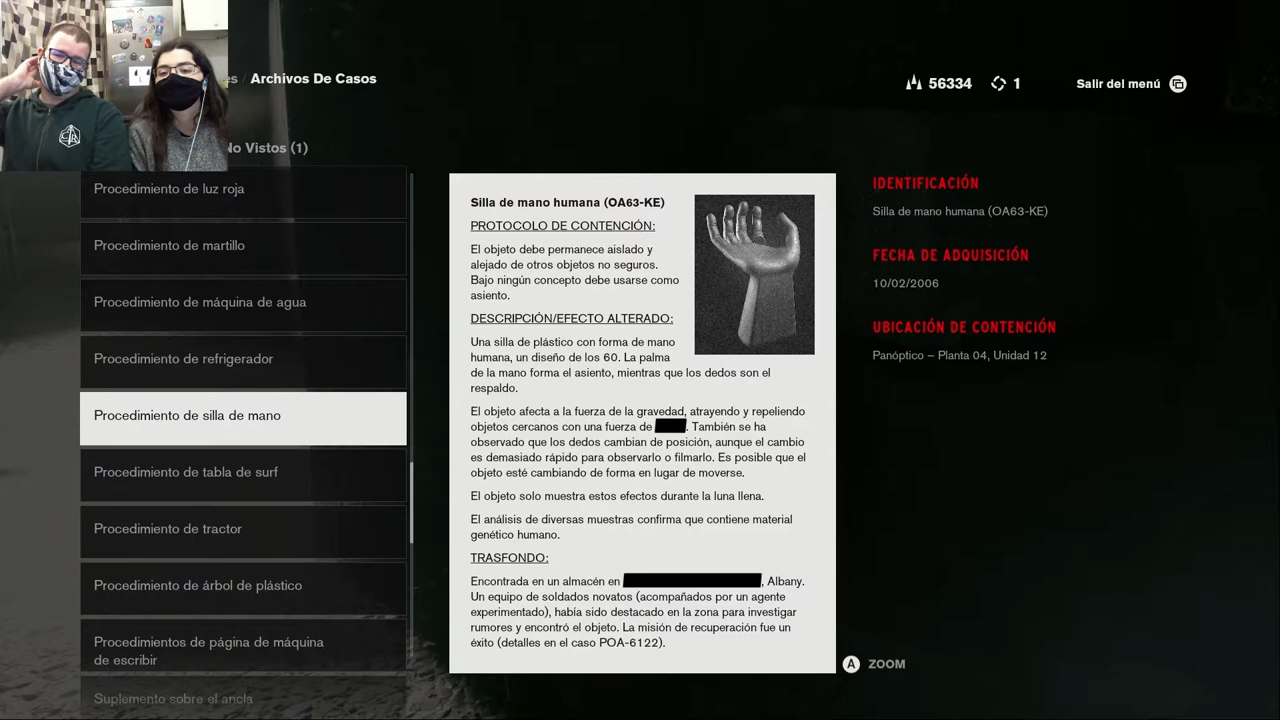 es / Archivos De Casos
56334
1
Salir del menú
No Vistos (1)
Procedimiento de luz roja
Procedimiento de martillo
Procedimiento de máquina de agua
Procedimiento de refrigerador
Procedimiento de silla de mano
Procedimiento de tabla de surf
Procedimiento de tractor
Procedimiento de árbol de plástico
Procedimientos de página de máquina
de escribir
Suplemento sobre el ancla
Silla de mano humana (OA63-KE)
PROTOCOLO DE CONTENCIÓN:
El objeto debe permanece aislado y
alejado de otros objetos no seguros.
Bajo ningún concepto debe usarse como
asiento.
DESCRIPCIÓN/EFECTO ALTERADO:
Una silla de plástico con forma de mano
humana, un diseño de los 60. La palma
de la mano forma el asiento, mientras que los dedos son el
respaldo.
El objeto afecta a la fuerza de la gravedad, atrayendo y repeliendo
objetos cercanos con una fuerza de . También se ha
observado que los dedos cambian de posición, aunque el cambio
es demasiado rápido para observarlo o filmarlo. Es posible que el
objeto esté cambiando de forma en lugar de moverse.
El objeto solo muestra estos efectos durante la luna llena.
El análisis de diversas muestras confirma que contiene material
genético humano.
TRASFONDO:
Encontrada en un almacén en , Albany.
Un equipo de soldados novatos (acompañados por un agente
experimentado), había sido destacado en la zona para investigar
rumores y encontró el objeto. La misión de recuperación fue un
éxito (detalles en el caso POA-6122).
IDENTIFICACIÓN
Silla de mano humana (OA63-KE)
FECHA DE ADQUISICIÓN
10/02/2006
UBICACIÓN DE CONTENCIÓN
Panóptico – Planta 04, Unidad 12
A ZOOM